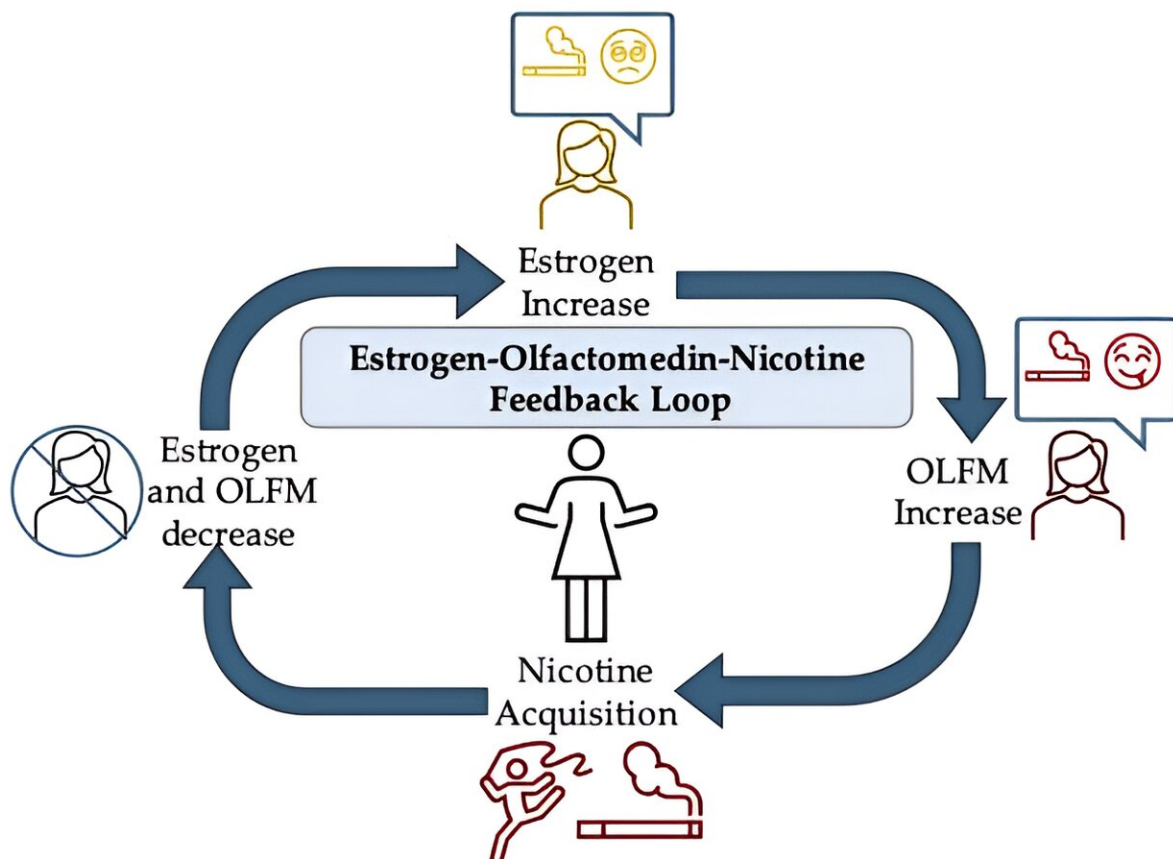 Estrogen
Increase
Estrogen-Olfactomedin-Nicotine
Feedback Loop
OLFM
Increase
Nicotine
Acquisition
Estrogen
and OLFM
decrease